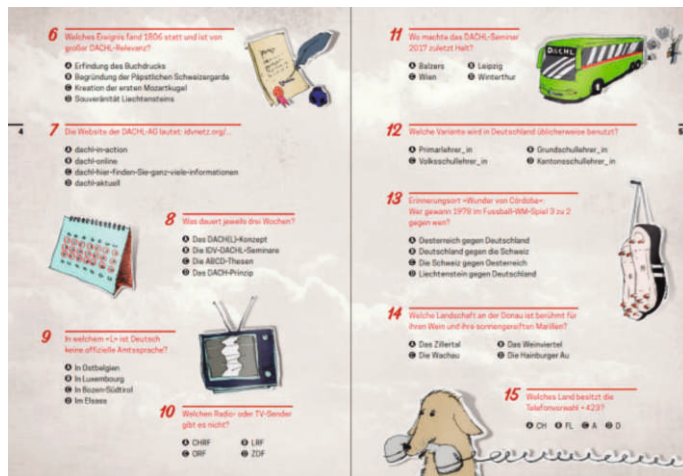 6 Welches Ereignis fand 1806 statt und ist von
großer DACHL-Relevanz?
A Erfindung des Buchdrucks
B Begründung der Päpstlichen Schweizergarde
C Kreation der ersten Mozartkugel
D Souveränität Liechtensteins
4
7 Die Website der DACHL-AG lautet: idvnetz.org/...
A dachl-in-action
B dachl-online
C dachl-hier-finden-Sie-ganz-viele-informationen
D dachl-aktuell
8 Was dauert jeweils drei Wochen?
A Das DACH(L)-Konzept
B Die IDV-DACHL-Seminare
C Die ABCD-Thesen
D Das DACH-Prinzip
9 In welchem »L« ist Deutsch
keine offizielle Amtssprache?
A In Ostbelgien
B In Luxembourg
C In Bozen-Südtirol
D Im Elsass
10 Welchen Radio- oder TV-Sender
gibt es nicht?
A CHRF B LRF
C ORF D ZDF
11 Wo machte das DACHL-Seminar
2017 zuletzt Halt?
A Balzers B Leipzig
C Wien D Winterthur
DACHL
5
12 Welche Variante wird in Deutschland üblicherweise benutzt?
A Primarlehrer_in B Grundschullehrer_in
C Volksschullehrer_in D Kantonsschullehrer_in
13 Erinnerungsort »Wunder von Córdoba«:
Wer gewann 1978 im Fussball-WM-Spiel 3 zu 2
gegen wen?
A Oesterreich gegen Deutschland
B Deutschland gegen die Schweiz
C Die Schweiz gegen Oesterreich
D Liechtenstein gegen Deutschland
14 Welche Landschaft an der Donau ist berühmt für
ihren Wein und ihre sonnengereiften Marillen?
A Das Zillertal B Das Weinviertel
C Die Wachau D Die Hainburger Au
15 Welches Land besitzt die
Telefonvorwahl +423?
A CH B FL C A D D